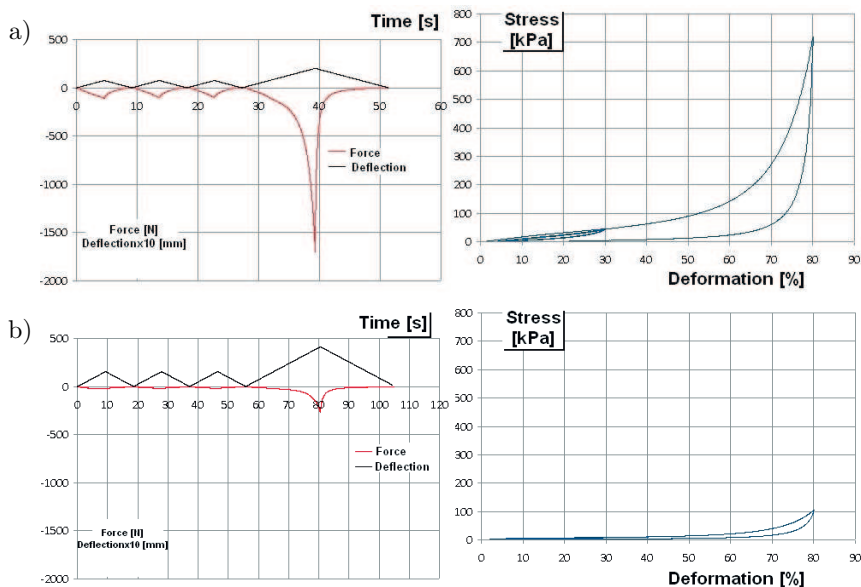 a)
Time [s]
500
0
-500
-1000
-1500
-2000
0 10 20 30 40 50 60
Force
Deflection
Force [N]
Deflectionx10 [mm]
Stress
[kPa]
800
700
600
500
400
300
200
100
0
0 10 20 30 40 50 60 70 80 90
Deformation [%]
b)
Time [s]
500
0
-500
-1000
-1500
-2000
0 10 20 30 40 50 60 70 80 90 100 110 120
Force
Deflection
Force [N]
Deflectionx10 [mm]
Stress
[kPa]
800
700
600
500
400
300
200
100
0
0 10 20 30 40 50 60 70 80 90
Deformation [%]